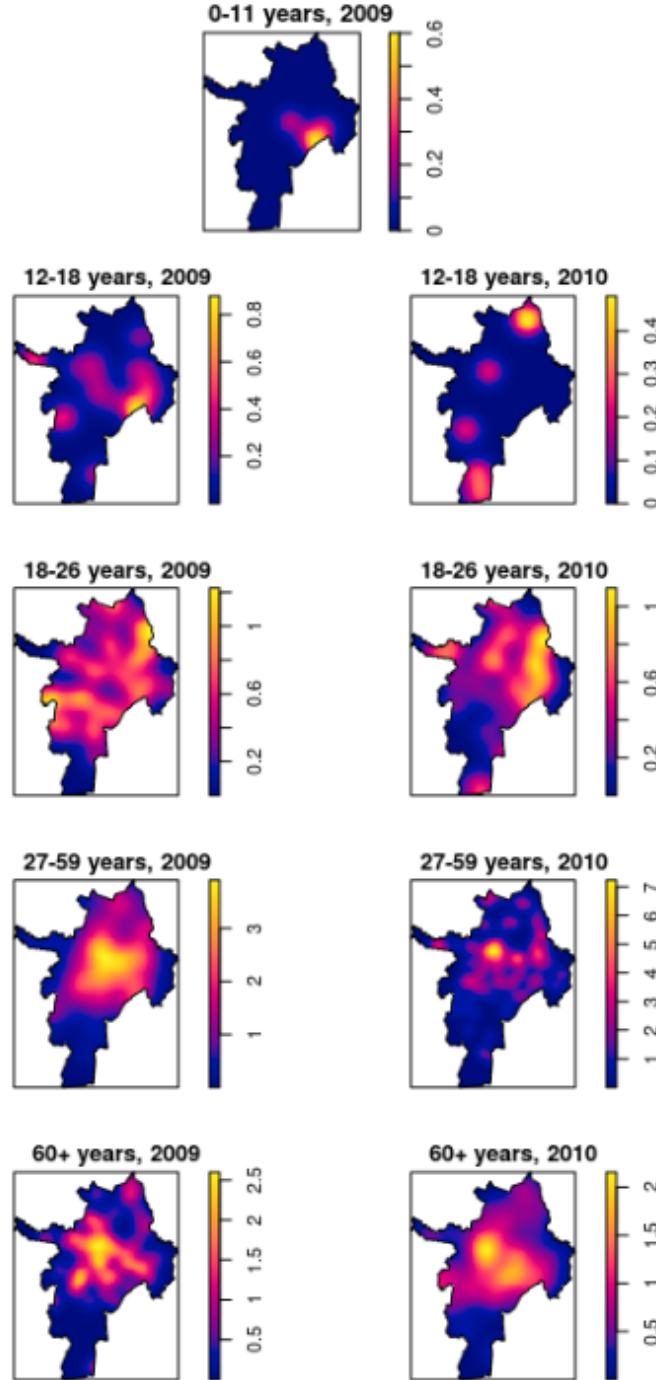 0-11 years, 2009
0 0.2 0.4 0.6
12-18 years, 2009
0.2 0.4 0.6 0.8
12-18 years, 2010
0 0.1 0.2 0.3 0.4
18-26 years, 2009
0.2 0.6 1
18-26 years, 2010
0.2 0.6 1
27-59 years, 2009
1 2 3
27-59 years, 2010
1 2 3 4 5 6 7
60+ years, 2009
0.5 1 1.5 2 2.5
60+ years, 2010
0.5 1 1.5 2